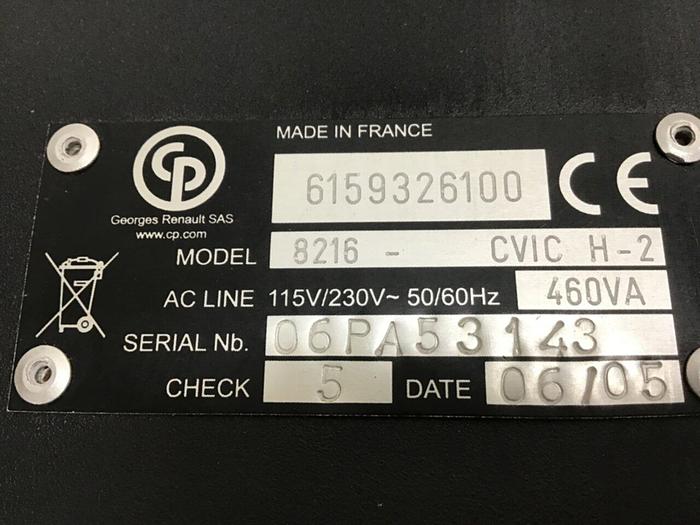 MADE IN FRANCE
CP
6159326100 CE
Georges Renault SAS
www.cp.com
MODEL 8216 - CVIC H-2
AC LINE 115V/230V~ 50/60Hz 460VA
SERIAL Nb. 06PA53143
CHECK 5 DATE 06/05